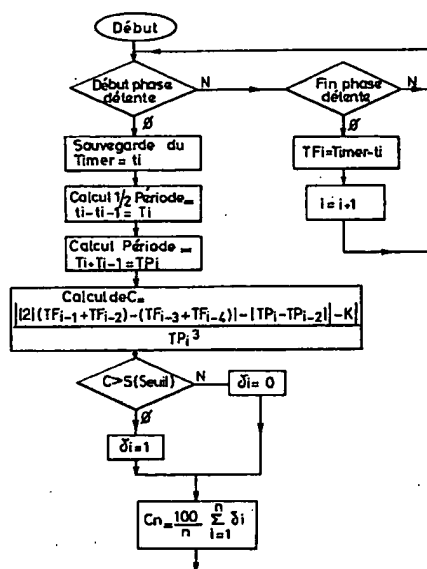 Début
Début phase
détente
N
Fin phase
détente
N
Ø
Ø
Sauvegarde du
Timer = ti
TFi=Timer-ti
Calcul 1/2 Période=
ti-ti-1= Ti
i= i+1
Calcul Période=
Ti+Ti-1=TPi
Calcul de C=
||2|(TFi-1+TFi-2)-(TFi-3+TFi-4)|-|TPi-TPi-2||-K|
TPi³
C>S(Seuil)
N
δi= 0
Ø
δi=1
Cn=100/n n∑i=1 δi